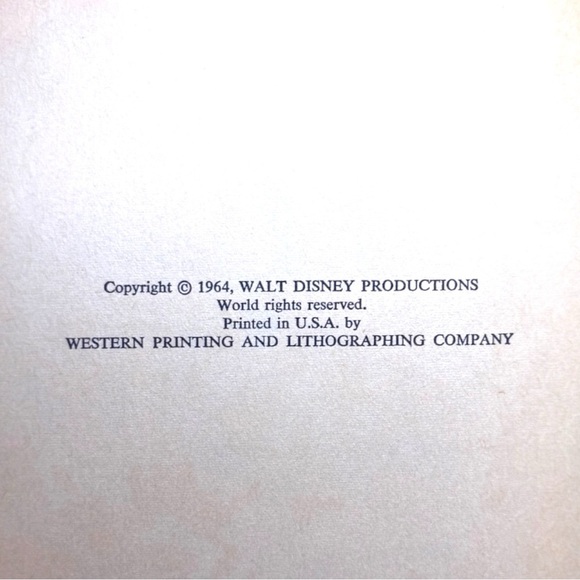 Copyright © 1964, WALT DISNEY PRODUCTIONS
World rights reserved.
Printed in U.S.A. by
WESTERN PRINTING AND LITHOGRAPHING COMPANY